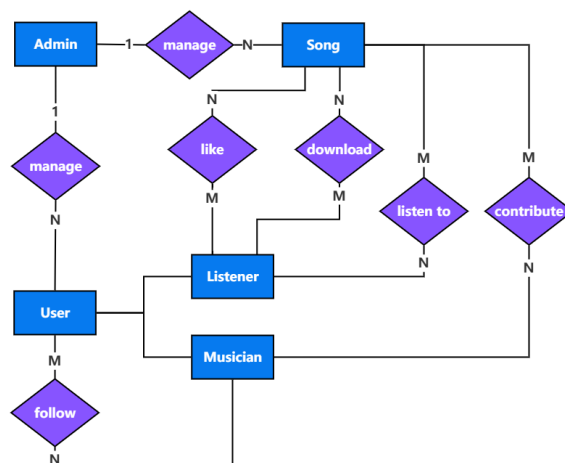 Admin
1
manage
N
Song
1
manage
N
N
like
M
N
download
M
M
listen to
N
M
contribute
N
Listener
User
Musician
M
follow
N